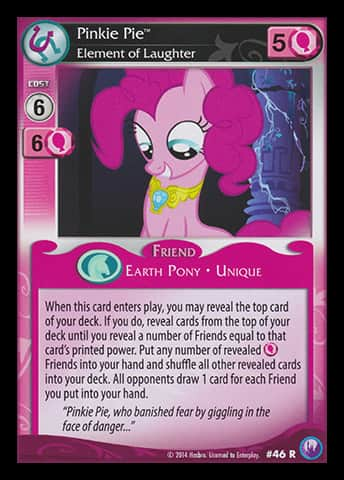 Pinkie Pie™
Element of Laughter
5
COST
6
6
FRIEND
EARTH PONY • UNIQUE
When this card enters play, you may reveal the top card
of your deck. If you do, reveal cards from the top of your
deck until you reveal a number of Friends equal to that
card's printed power. Put any number of revealed
Friends into your hand and shuffle all other revealed cards
into your deck. All opponents draw 1 card for each Friend
you put into your hand.
"Pinkie Pie, who banished fear by giggling in the
face of danger..."
© 2014 Hasbro. Licensed to Enterplay. #46 R